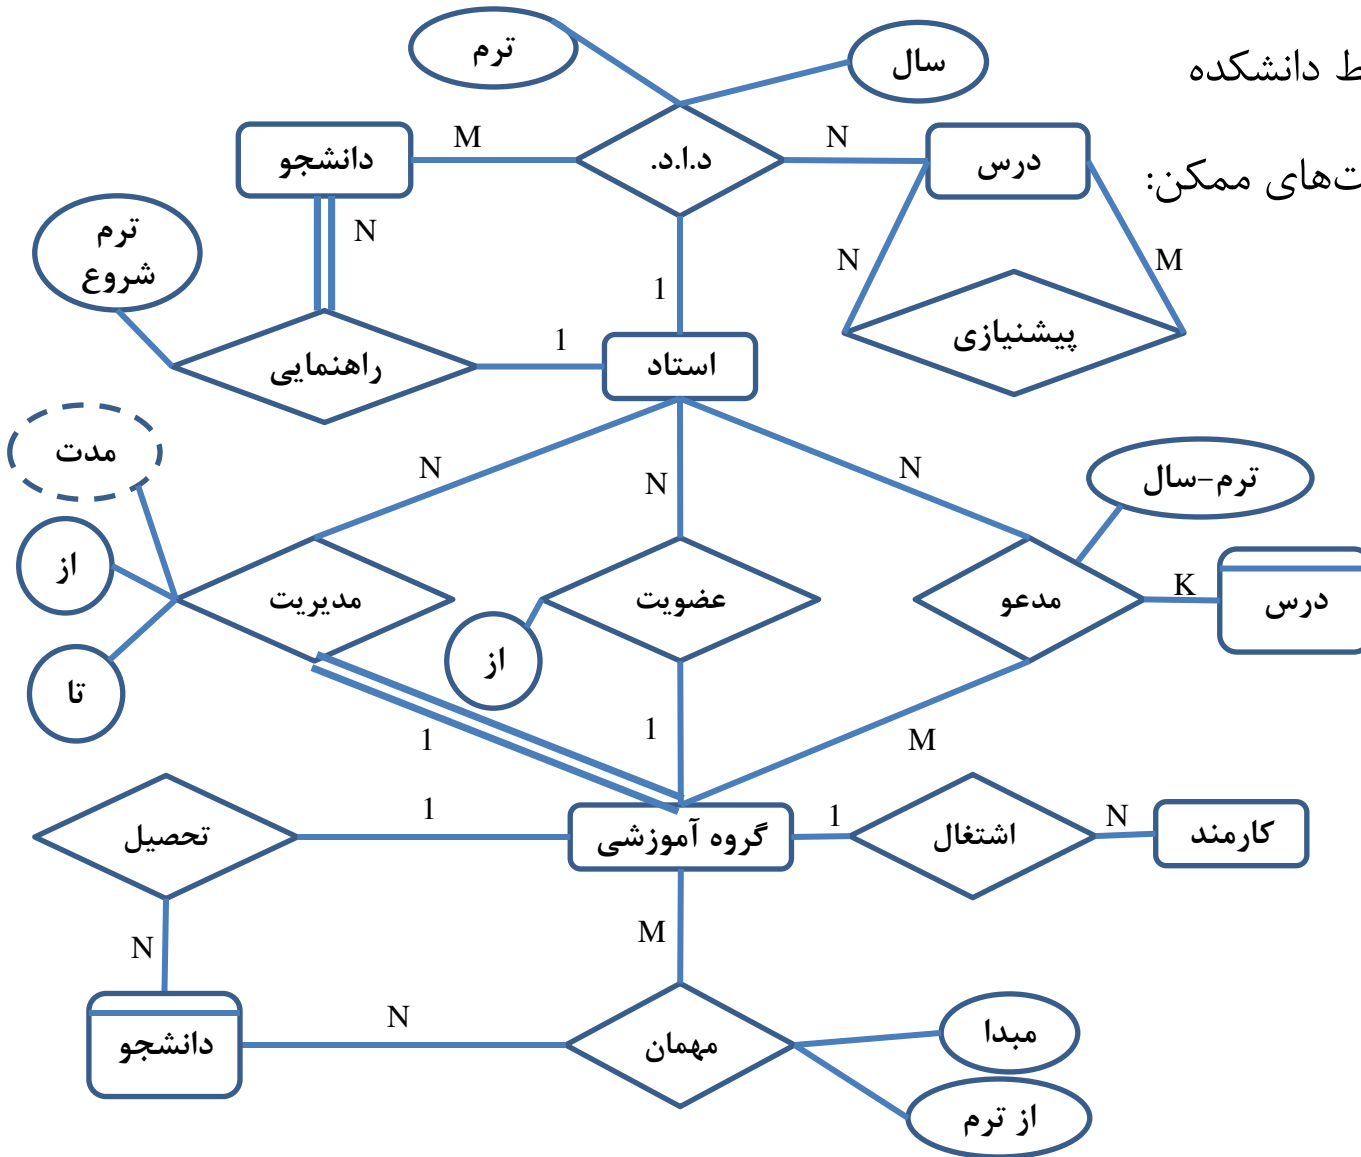 ط دانشکده
ت‌های ممکن:
ترم
سال
دانشجو
M
د.ا.د.
N
درس
ترم
شروع
N
1
N
M
راهنمایی
1
استاد
پیشنیازی
مدت
N
N
N
ترم-سال
از
مدیریت
عضویت
مدعو
K
درس
تا
از
1
1
M
تحصیل
1
گروه آموزشی
1
اشتغال
N
کارمند
N
M
دانشجو
N
مهمان
مبدا
از ترم